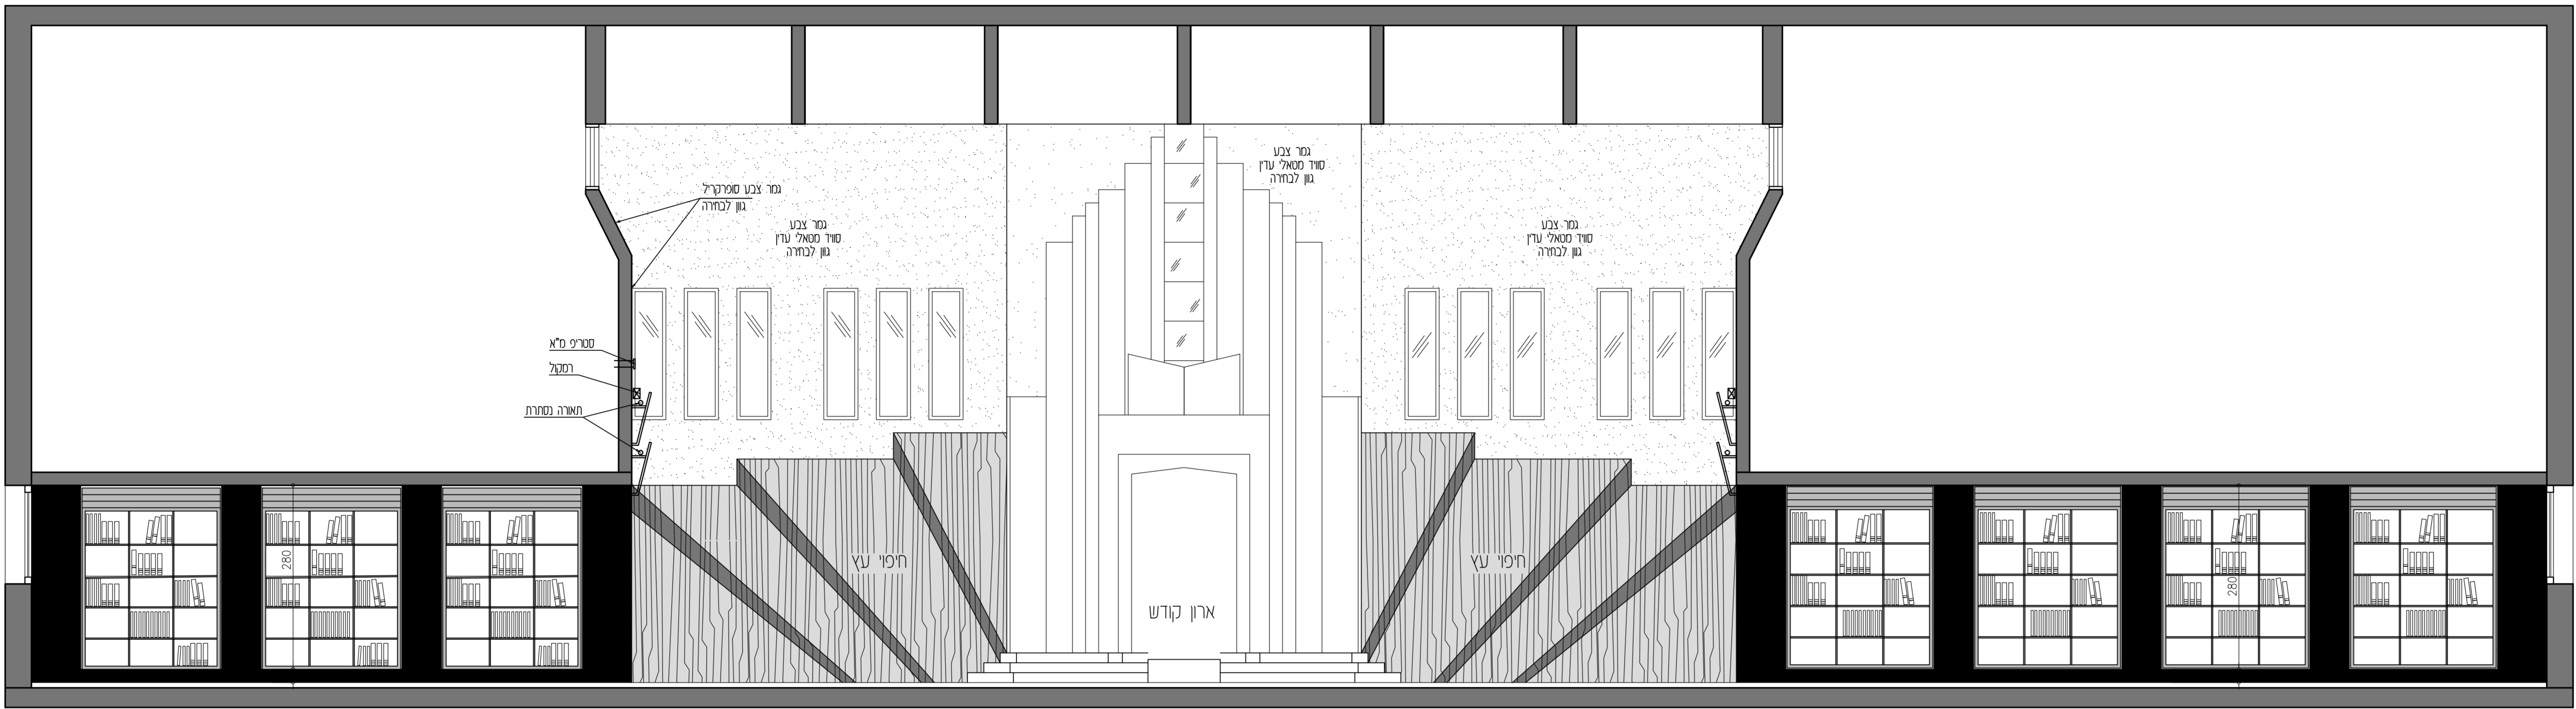 גמר צבע
סוויד מטאלי עדין
גוון לבחירה
גמר צבע סופרקריל
גוון לבחירה
גמר צבע
סוויד מטאלי עדין
גוון לבחירה
גמר צבע
סוויד מטאלי עדין
גוון לבחירה
סטריפ מ"א
רמקול
תאורה נסתרת
חיפוי עץ
חיפוי עץ
280
280
ארון קודש